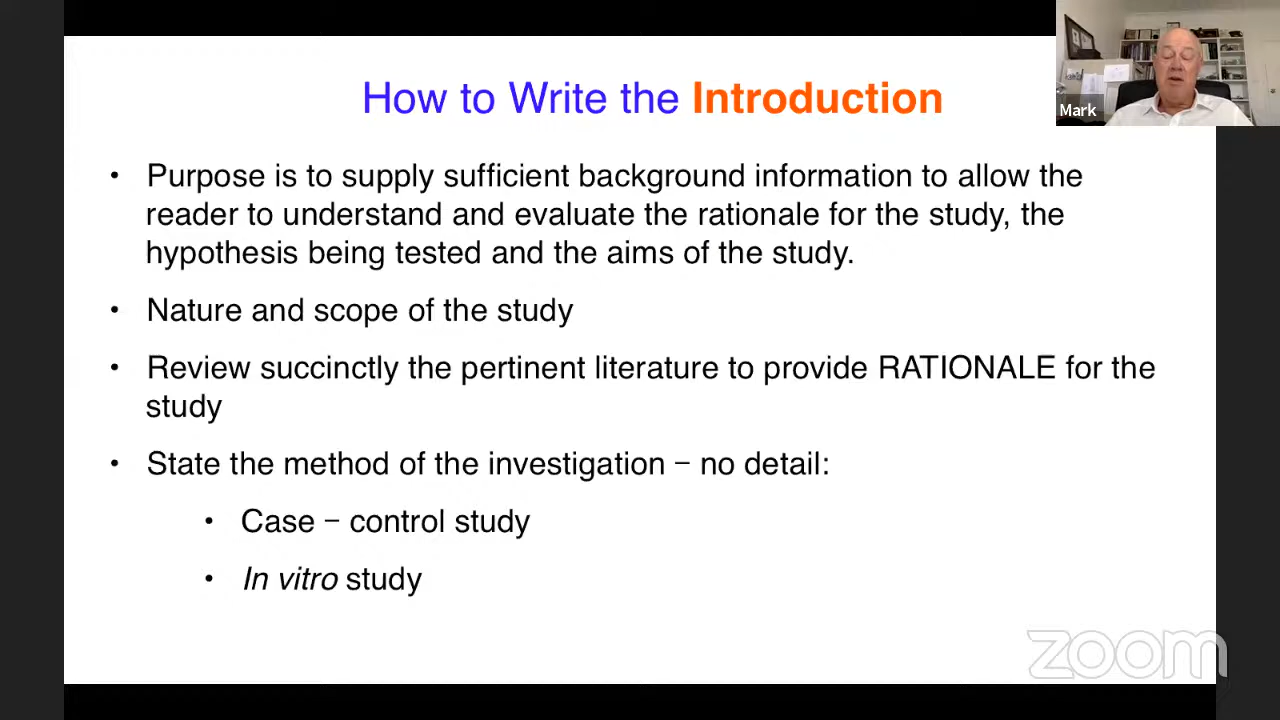 How to Write the Introduction
Mark
• Purpose is to supply sufficient background information to allow the
reader to understand and evaluate the rationale for the study, the
hypothesis being tested and the aims of the study.
• Nature and scope of the study
• Review succinctly the pertinent literature to provide RATIONALE for the
study
• State the method of the investigation – no detail:
• Case – control study
• In vitro study
zoom